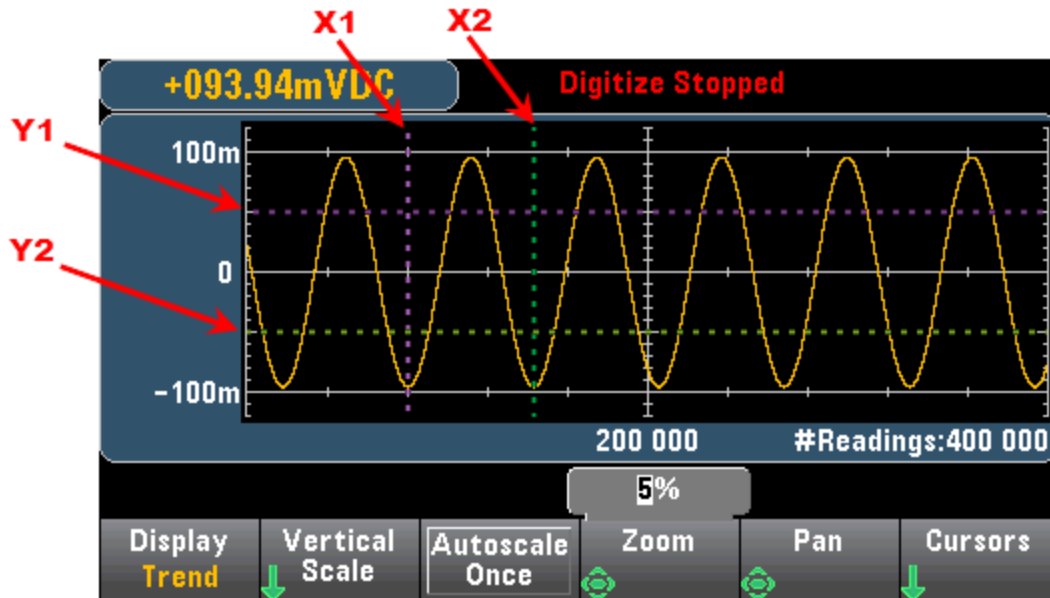 X1
X2
+093.94mVDC
Digitize Stopped
Y1
100m
Y2
0
-100m
200 000
#Readings:400 000
5%
Display
Trend
Vertical
Scale
Autoscale
Once
Zoom
Pan
Cursors